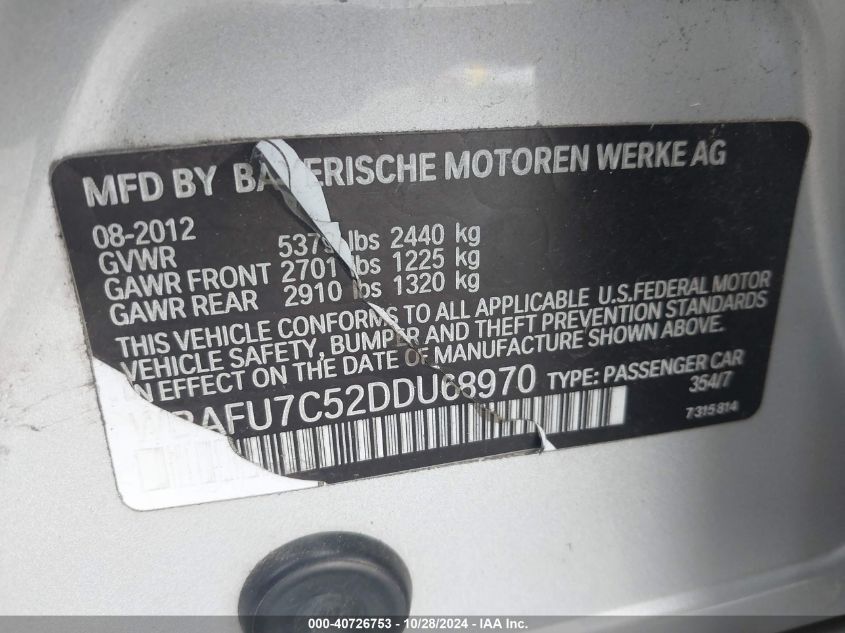 MFD BY BAYERISCHE MOTOREN WERKE AG
08-2012
GVWR 5379 lbs 2440 kg
GAWR FRONT 2701 lbs 1225 kg
GAWR REAR 2910 lbs 1320 kg
THIS VEHICLE CONFORMS TO ALL APPLICABLE U.S.FEDERAL MOTOR
VEHICLE SAFETY, BUMPER AND THEFT PREVENTION STANDARDS
IN EFFECT ON THE DATE OF MANUFACTURE SHOWN ABOVE.
WBAFU7C52DDU68970 TYPE: PASSENGER CAR
354/7
7315814
000-40726753 - 10/28/2024 - IAA Inc.